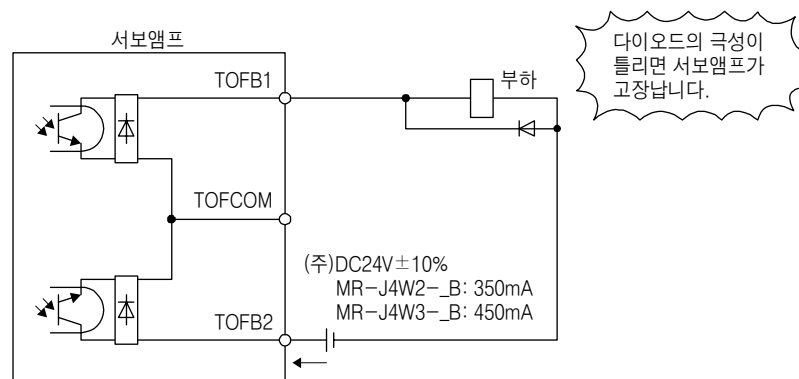 서보앰프
다이오드의 극성이
틀리면 서보앰프가
고장납니다.
TOFB1
부하
TOFCOM
(주)DC24V±10%
MR-J4W2-_B: 350mA
MR-J4W3-_B: 450mA
TOFB2